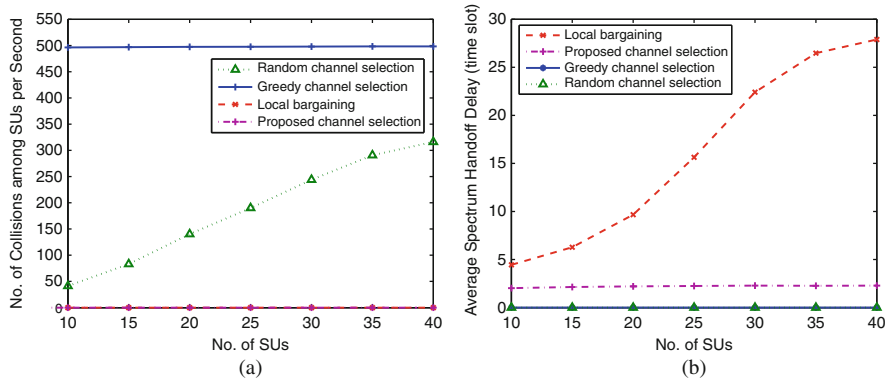 No. of Collisions among SUs per Second
550
500
450
400
350
300
250
200
150
100
50
0
Random channel selection
Greedy channel selection
Local bargaining
Proposed channel selection
10 15 20 25 30 35 40
No. of SUs
(a)
Average Spectrum Handoff Delay (time slot)
30
25
20
15
10
5
0
Local bargaining
Proposed channel selection
Greedy channel selection
Random channel selection
10 15 20 25 30 35 40
No. of SUs
(b)